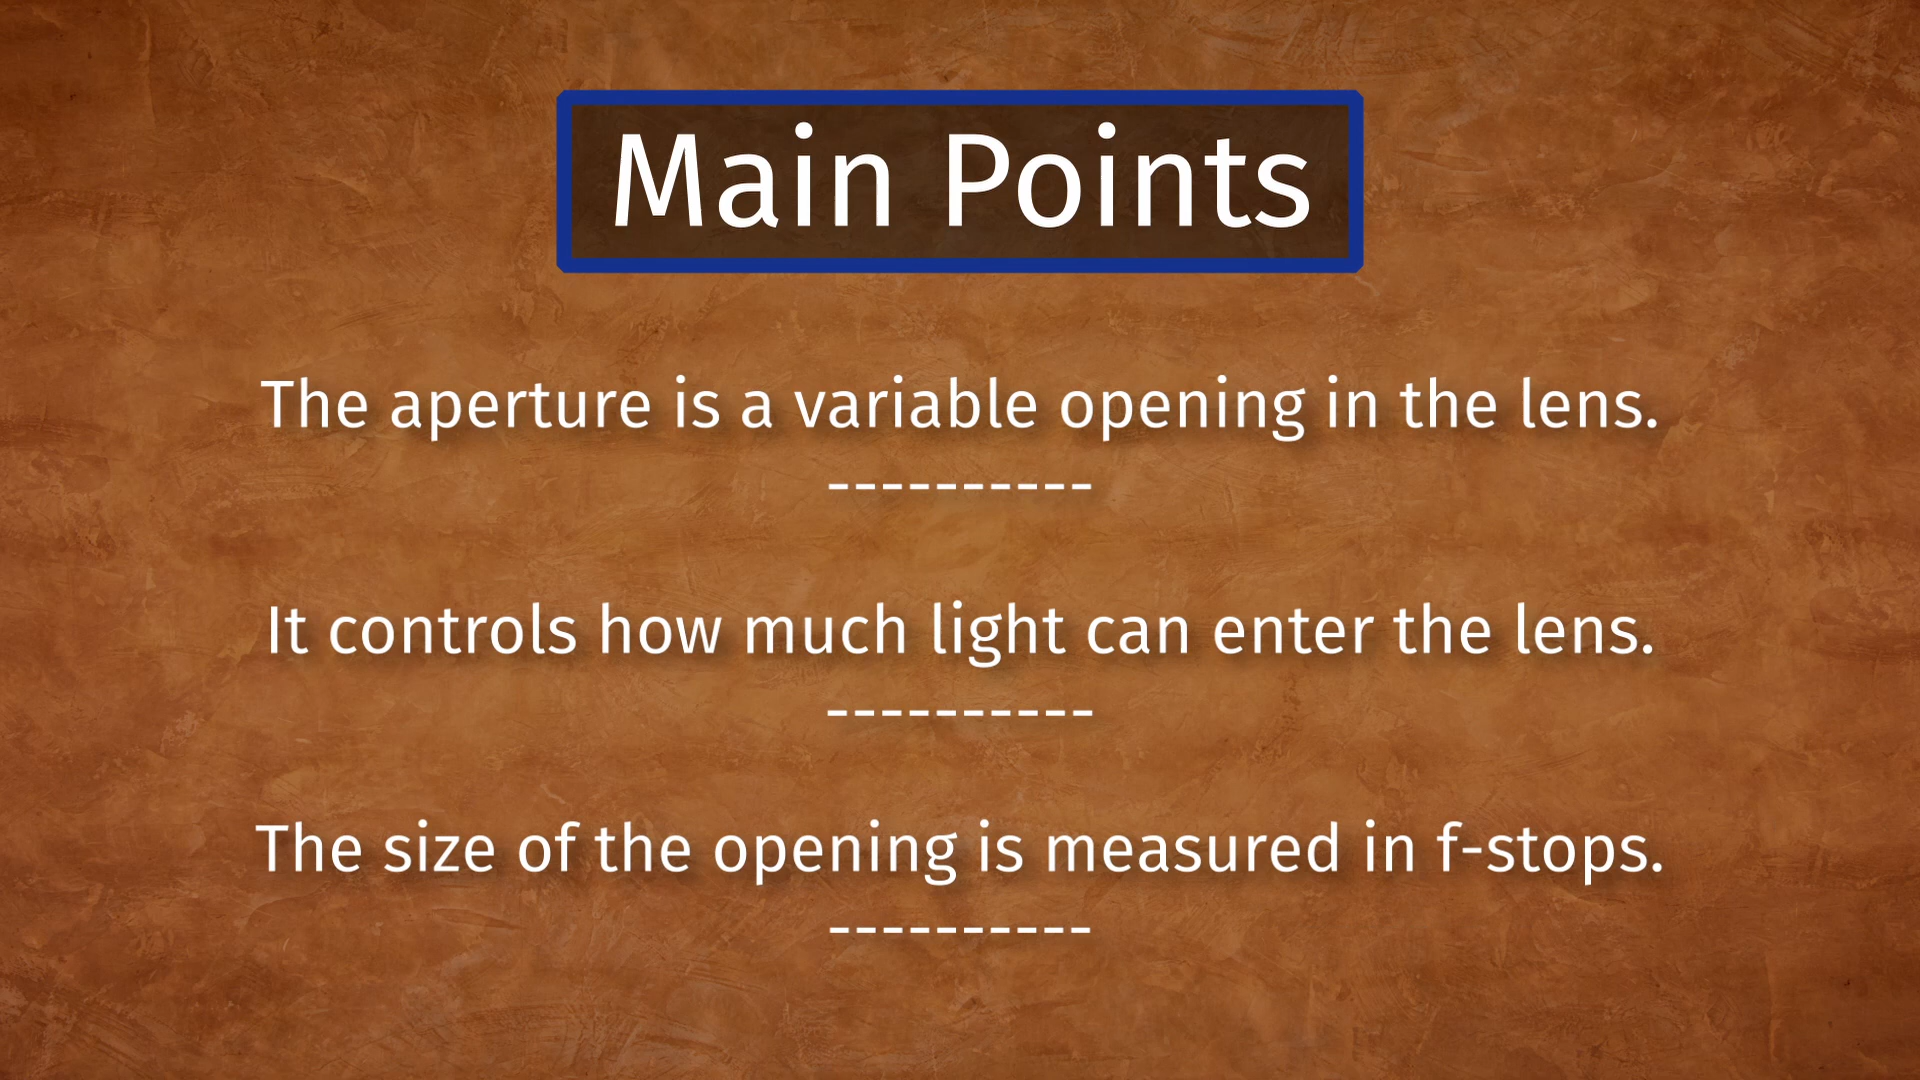 Main Points
The aperture is a variable opening in the lens.
----------
It controls how much light can enter the lens.
----------
The size of the opening is measured in f-stops.
----------